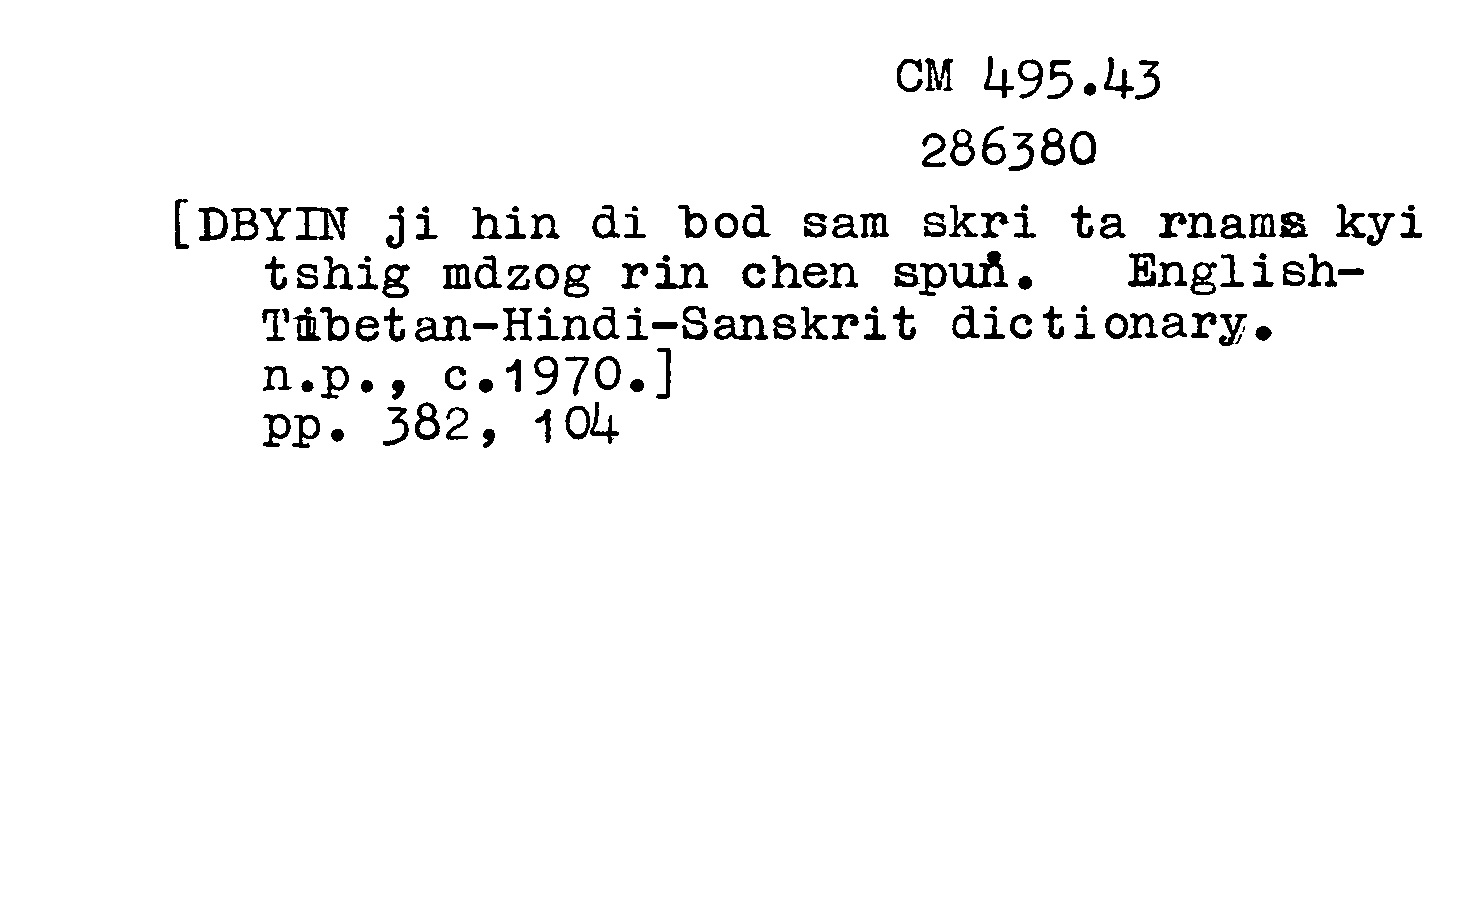 CM 495.43
286380
[DBYIN ji hin di bod sam skri ta rnams kyi
tshig mdzog rin chen spuṅ. English-
Tibetan-Hindi-Sanskrit dictionary.
n.p., c.1970.]
pp. 382, 104